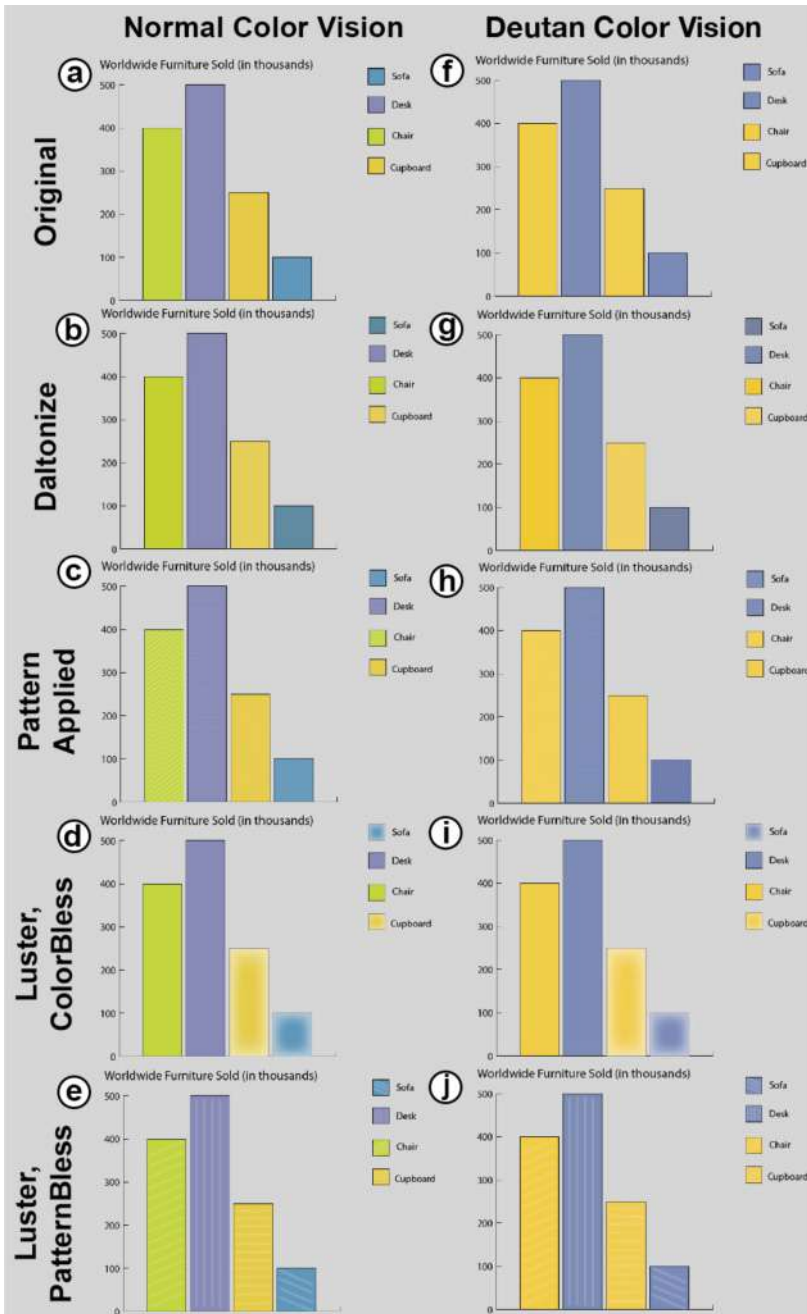 Normal Color Vision
Deutan Color Vision
Original
a
Worldwide Furniture Sold (in thousands)
500
400
300
200
100
0
Sofa
Desk
Chair
Cupboard
f
Worldwide Furniture Sold (in thousands)
500
400
300
200
100
0
Sofa
Desk
Chair
Cupboard
Daltonize
b
Worldwide Furniture Sold (in thousands)
500
400
300
200
100
0
Sofa
Desk
Chair
Cupboard
g
Worldwide Furniture Sold (in thousands)
500
400
300
200
100
0
Sofa
Desk
Chair
Cupboard
Pattern
Applied
c
Worldwide Furniture Sold (in thousands)
500
400
300
200
100
0
Sofa
Desk
Chair
Cupboard
h
Worldwide Furniture Sold (in thousands)
500
400
300
200
100
0
Sofa
Desk
Chair
Cupboard
Luster,
ColorBless
d
Worldwide Furniture Sold (in thousands)
500
400
300
200
100
0
Sofa
Desk
Chair
Cupboard
i
Worldwide Furniture Sold (in thousands)
500
400
300
200
100
0
Sofa
Desk
Chair
Cupboard
Luster,
PatternBless
e
Worldwide Furniture Sold (in thousands)
500
400
300
200
100
0
Sofa
Desk
Chair
Cupboard
j
Worldwide Furniture Sold (in thousands)
500
400
300
200
100
0
Sofa
Desk
Chair
Cupboard